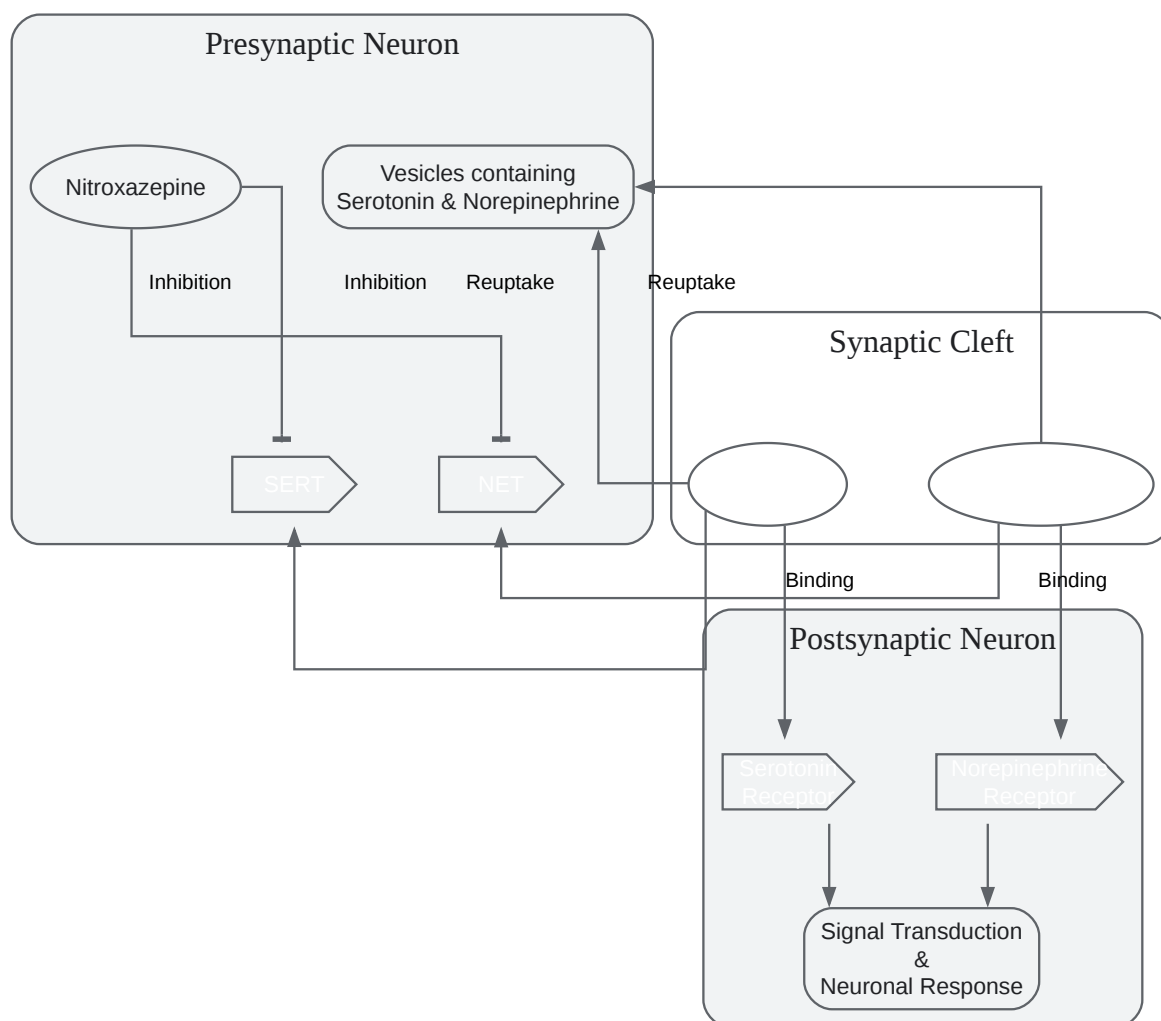 Presynaptic Neuron
Nitroxazepine
Vesicles containing
Serotonin & Norepinephrine
Inhibition
Inhibition
Reuptake
Reuptake
Synaptic Cleft
SERT
NET
Binding
Binding
Postsynaptic Neuron
Serotonin
Receptor
Norepinephrine
Receptor
Signal Transduction
&
Neuronal Response